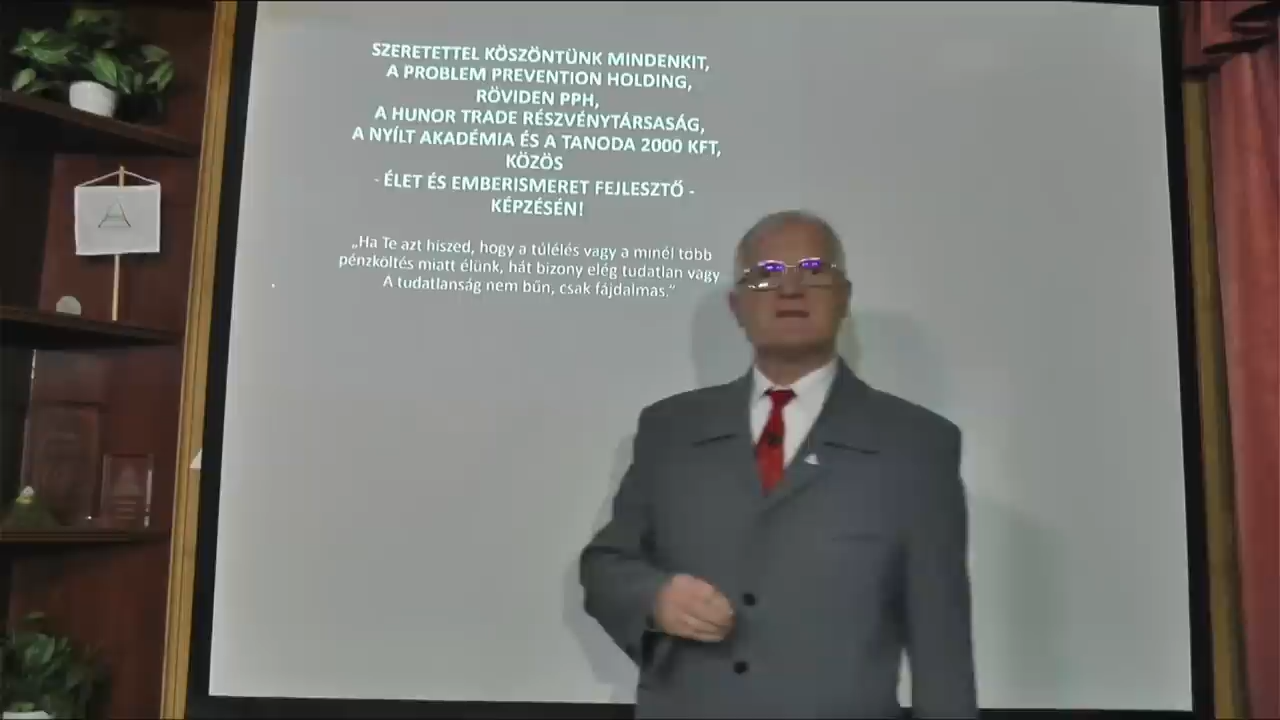 SZERETETTEL KÖSZÖNTÜNK MINDENKIT,
A PROBLEM PREVENTION HOLDING,
RÖVIDEN PPH,
A HUNOR TRADE RÉSZVÉNYTÁRSASÁG,
A NYÍLT AKADÉMIA ÉS A TANODA 2000 KFT,
KÖZÖS
- ÉLET ÉS EMBERISMERET FEJLESZTŐ -
KÉPZÉSÉN!
„Ha Te azt hiszed, hogy a túlélés vagy a minél több
pénzköltés miatt élünk, hát bizony elég tudatlan vagy
A tudatlanság nem bűn, csak fájdalmas.”